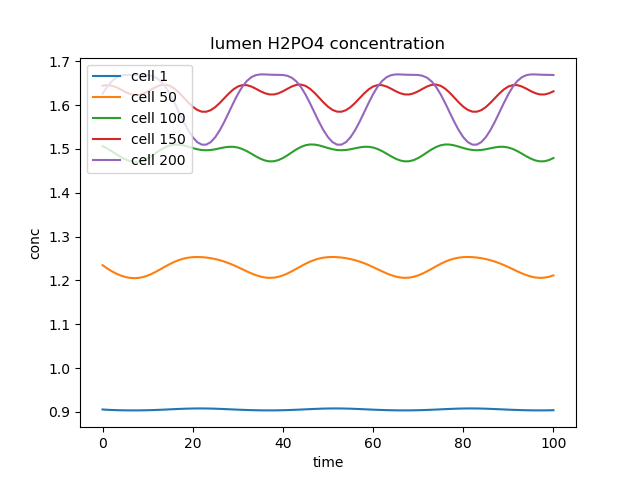 lumen H2PO4 concentration
1.7
1.6
1.5
1.4
1.3
1.2
1.1
1.0
0.9
conc
cell 1
cell 50
cell 100
cell 150
cell 200
0
20
40
60
80
100
time